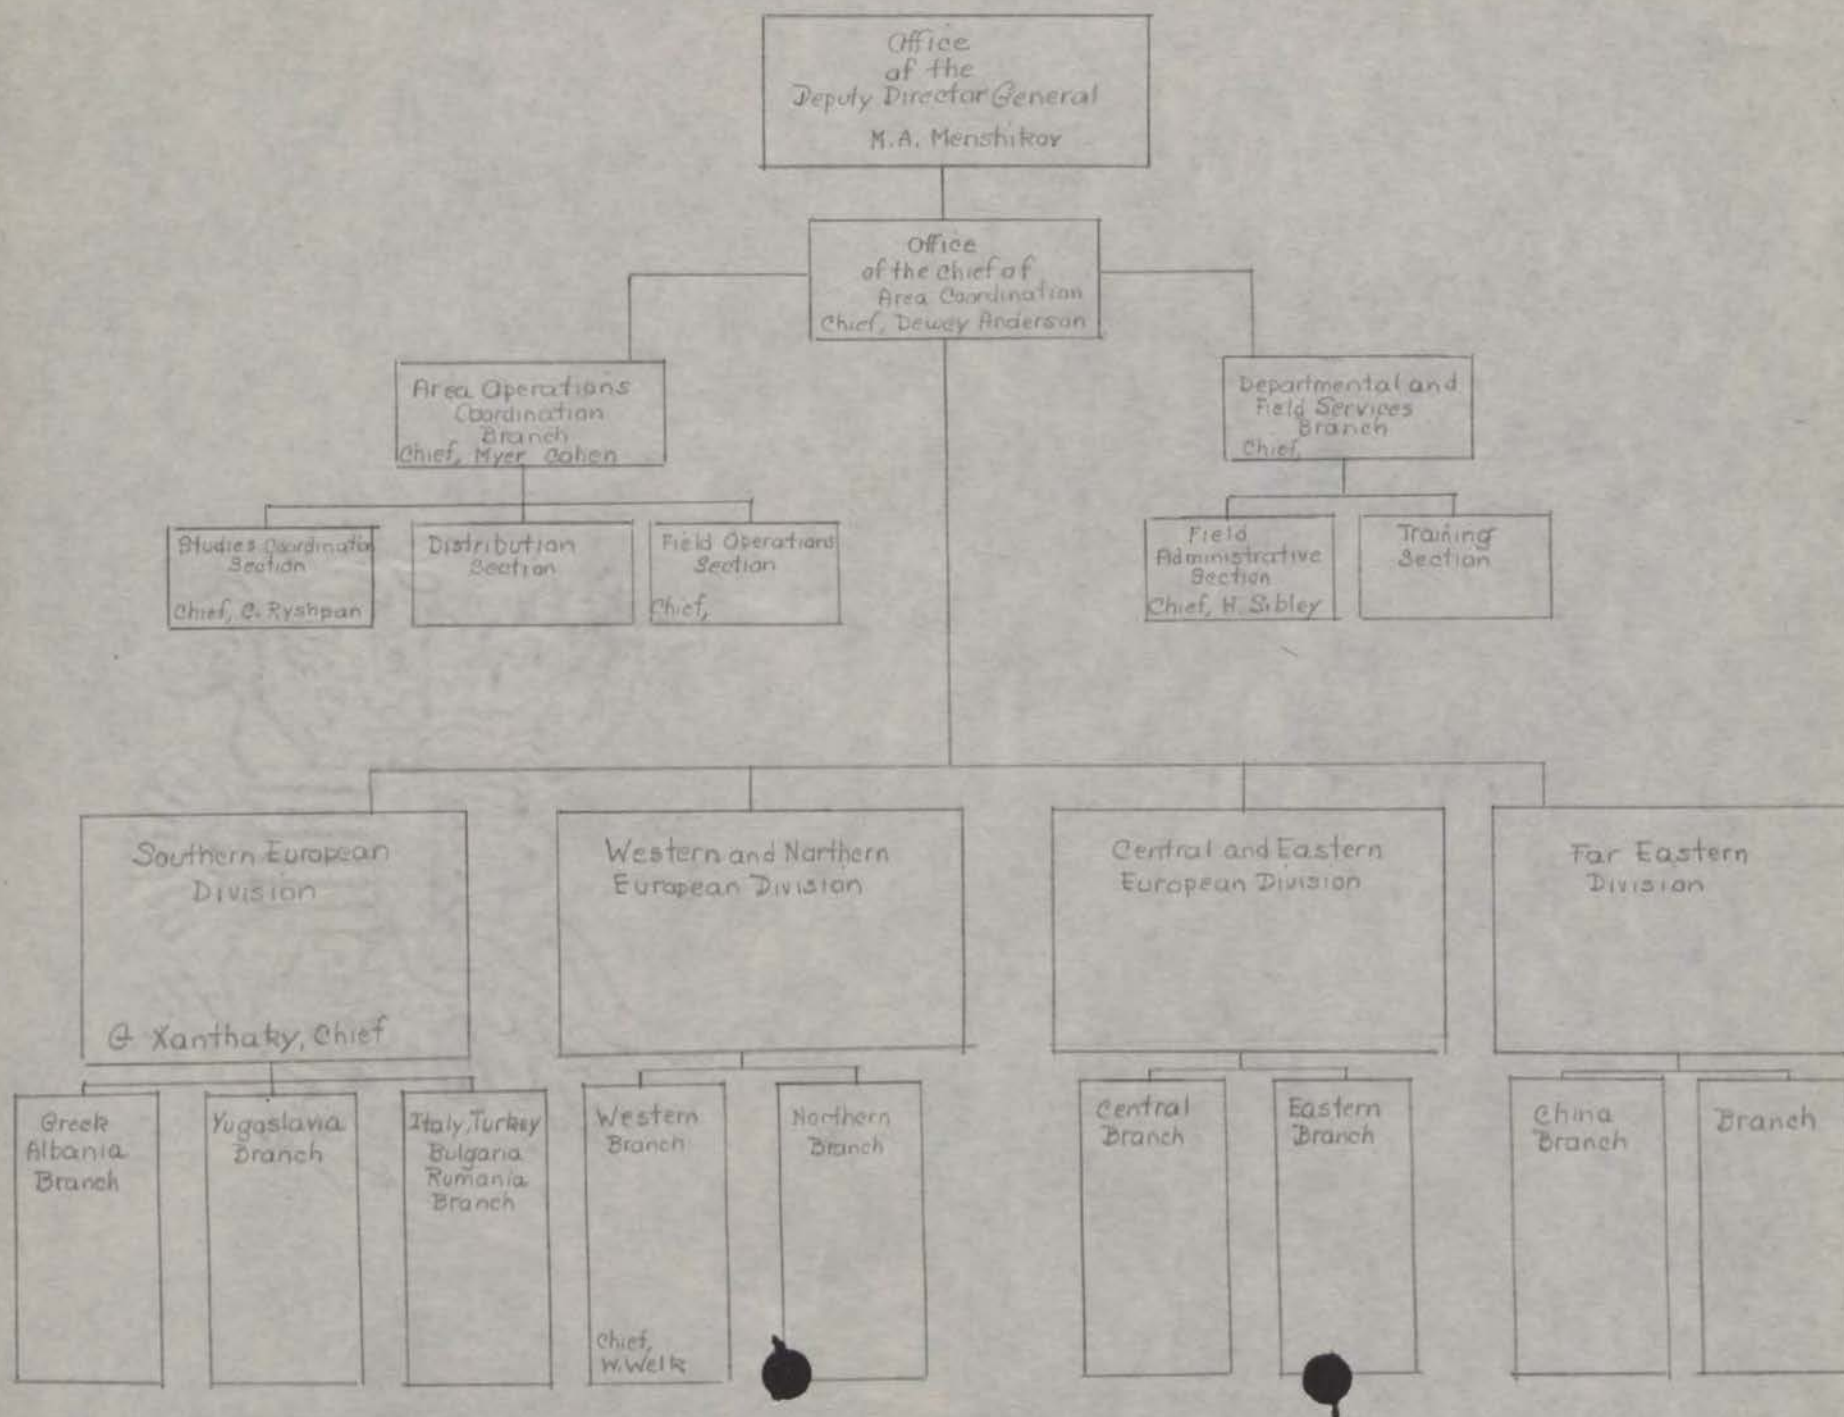 Office
of the
Deputy Director General
M.A. Menshikov
Office
of the Chief of
Area Coordination
Chief, Dewey Anderson
Area Operations
Coordination
Branch
Chief, Myer Cohen
Departmental and
Field Services
Branch
Chief,
Studies Coordination
Section
Chief, C. Ryshpan
Distribution
Section
Field Operations
Section
Chief,
Field
Administrative
Section
Chief, H. Sibley
Training
Section
Southern European
Division
G Xanthaky, Chief
Western and Northern
European Division
Central and Eastern
European Division
Far Eastern
Division
Greek
Albania
Branch
Yugoslavia
Branch
Italy, Turkey
Bulgaria
Rumania
Branch
Western
Branch
Chief,
W. Welk
Northern
Branch
Central
Branch
Eastern
Branch
China
Branch
Branch